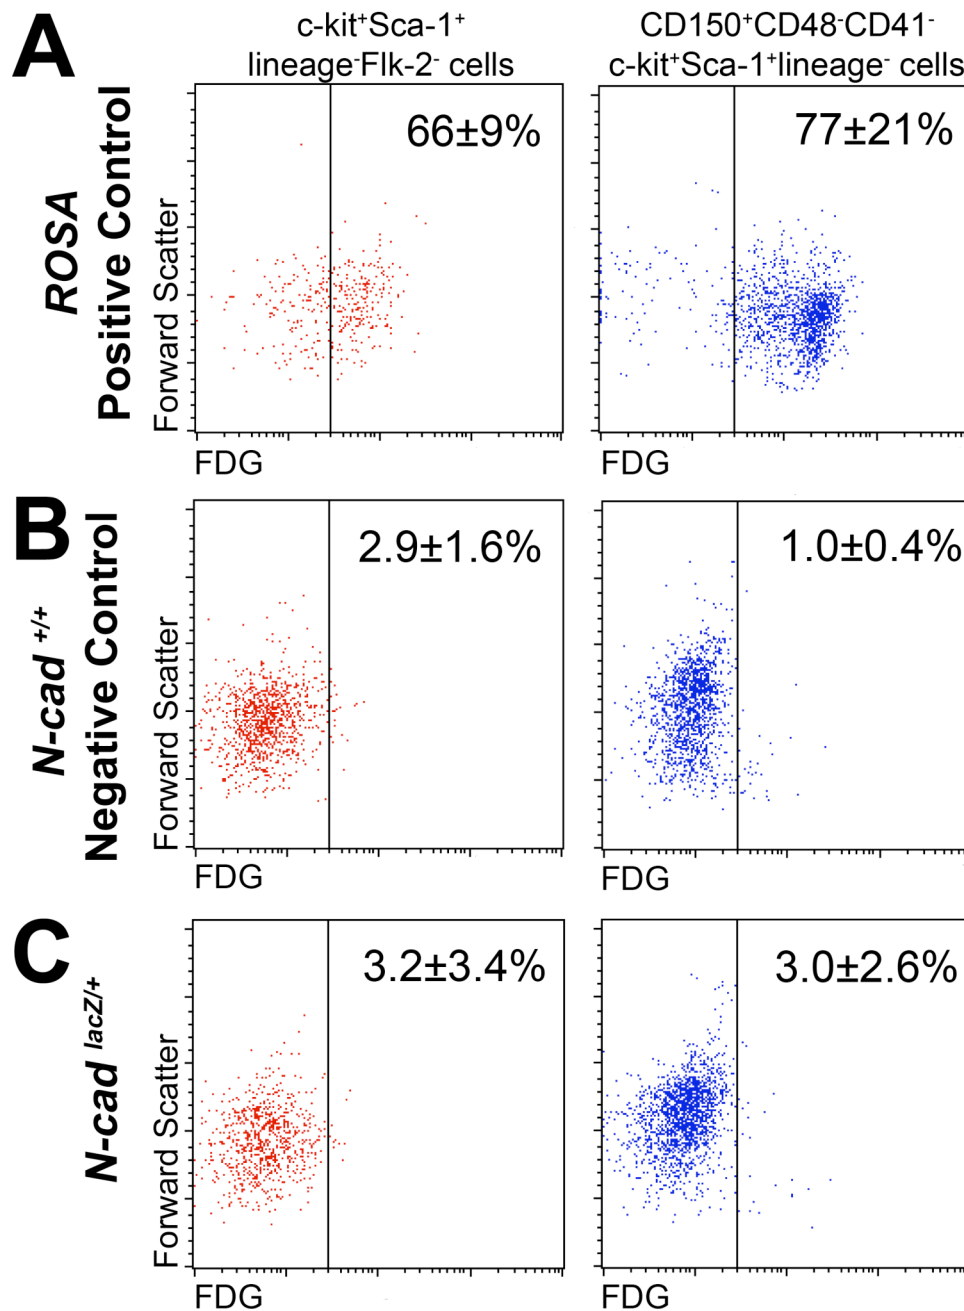 A
c-kit⁺Sca-1⁺
lineage⁻Flk-2⁻ cells
CD150⁺CD48⁻CD41⁻
c-kit⁺Sca-1⁺lineage⁻ cells
ROSA
Positive Control
Forward Scatter
66±9%
77±21%
FDG
FDG
B
N-cad ⁺/⁺
Negative Control
Forward Scatter
2.9±1.6%
1.0±0.4%
FDG
FDG
C
N-cad ˡᵃᶜᶻ/⁺
Forward Scatter
3.2±3.4%
3.0±2.6%
FDG
FDG